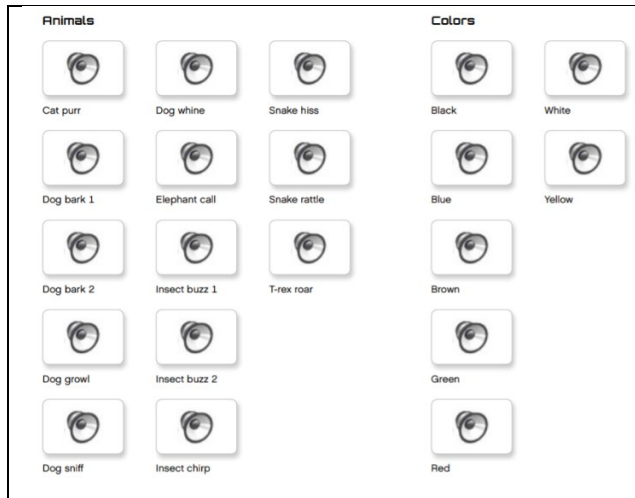 Animals
Cat purr
Dog bark 1
Dog bark 2
Dog growl
Dog sniff
Dog whine
Elephant call
Insect buzz 1
Insect buzz 2
Insect chirp
Snake hiss
Snake rattle
T-rex roar
Colors
Black
Blue
Brown
Green
Red
White
Yellow